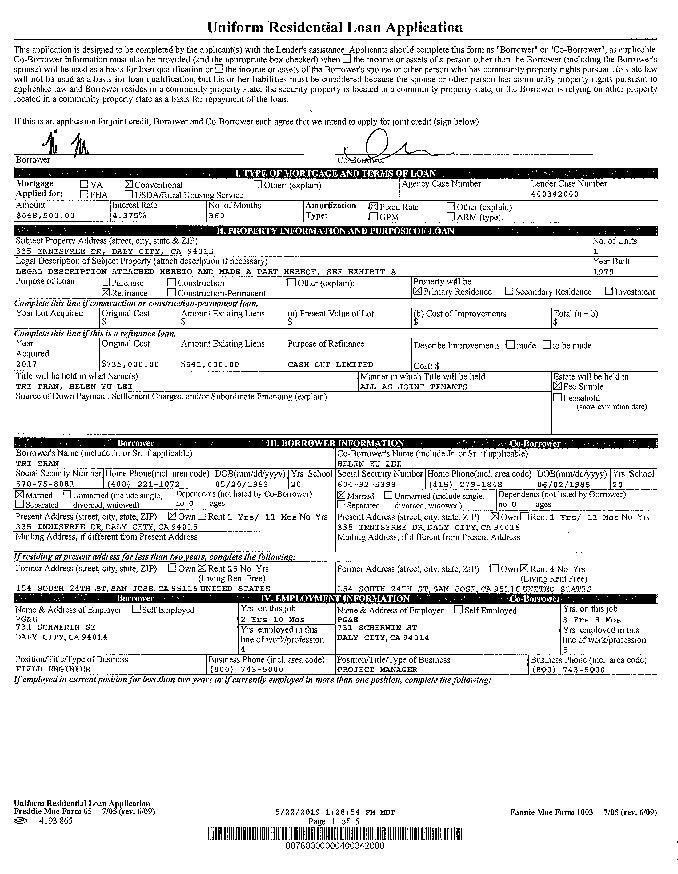 Uniform Residential Loan Application
This application is designed to be completed by the applicant(s) with the Lender's assistance. Applicants should complete this form as "Borrower" or "Co-Borrower", as applicable.
Co-Borrower information must also be provided (and the appropriate box checked) when the income or assets of a person other than the Borrower (including the Borrower's
spouse) will be used as a basis for loan qualification or the income or assets of the Borrower's spouse or other person who has community property rights pursuant to state law
will not be used as a basis for loan qualification, but his or her liabilities must be considered because the spouse or other person has community property rights pursuant to
applicable law and Borrower resides in a community property state, the security property is located in a community property state, or the Borrower is relying on other property
located in a community property state as a basis for repayment of the loan.
If this is an application for joint credit, Borrower and Co-Borrower each agree that we intend to apply for joint credit (sign below)
Borrower Co-Borrower
I. TYPE OF MORTGAGE AND TERMS OF LOAN
Mortgage Applied for: VA Conventional Other (explain) Agency Case Number Lender Case Number
FHA USDA/Rural Housing Service 400342000
Amount Interest Rate No. of Months Amortization Type: Fixed Rate Other (explain)
4.375% 360 GPM ARM (type):
II. PROPERTY INFORMATION AND PURPOSE OF LOAN
Subject Property Address (street, city, state & ZIP) No. of Units
335 INNISFREE DR, DALY CITY, CA 94015 1
Legal Description of Subject Property (attach description if necessary) Year Built
LEGAL DESCRIPTION ATTACHED HERETO AND MADE A PART HEREOF, SEE EXHIBIT A 1979
Purpose of Loan Purchase Construction Other (explain): Property will be
Refinance Construction-Permanent Primary Residence Secondary Residence Investment
Complete this line if construction or construction-permanent loan.
Year Lot Acquired Original Cost Amount Existing Liens (a) Present Value of Lot (b) Cost of Improvements Total (a + b)
$ $ $ $ $
Complete this line if this is a refinance loan.
Year Acquired Original Cost Amount Existing Liens Purpose of Refinance Describe Improvements made to be made
2017 $735,000.00 $641,000.00 CASH OUT LIMITED Cost: $
Title will be held in what Name(s) Manner in which Title will be held Estate will be held in
TRI TRAN, HELEN YU LEI ALL AS JOINT TENANTS Fee Simple
Source of Down Payment, Settlement Charges, and/or Subordinate Financing (explain) Leasehold
(show expiration date)
Borrower III. BORROWER INFORMATION Co-Borrower
Borrower's Name (include Jr. or Sr. if applicable) Co-Borrower's Name (include Jr. or Sr. if applicable)
TRI TRAN HELEN YU LEI
Social Security Number Home Phone(incl. area code) DOB(mm/dd/yyyy) Yrs. School Social Security Number Home Phone (incl. area code) DOB(mm/dd/yyyy) Yrs School
(408) 221-1072 20 06/02/1985 20
Married Unmarried (include single, Dependents (not listed by Co-Borrower) Married Unmarried (include single, Dependents (not listed by Borrower)
Separated divorced, widowed) no. 0 ages Separated divorced, widowed) no. 0 ages
Present Address (street, city, state, ZIP) Own Rent 1 Yrs/ 11 Mos No. Yrs Present Address (street, city, state, ZIP) Own Rent 1 Yrs/ 11 Mos No. Yrs
335 INNISFREE DR, DALY CITY, CA 94015 335 INNISFREE DR, DALY CITY, CA 94015
Mailing Address, if different from Present Address Mailing Address, if different from Present Address
If residing at present address for less than two years, complete the following:
Former Address (street, city, state, ZIP) Own Rent 25 No. Yrs Former Address (street, city, state, ZIP) Own Rent 4 No. Yrs
(Living Rent Free) (Living Rent Free)
154 SOUTH 24TH ST, SAN JOSE, CA 95116 UNITED STATES 154 SOUTH 24TH ST, SAN JOSE, CA 95116 UNITED STATES
Borrower IV. EMPLOYMENT INFORMATION Co-Borrower
Name & Address of Employer Self Employed Yrs. on this job Name & Address of Employer Self Employed Yrs. on this job
PG&E 2 Yrs 10 Mos PG&E
731 SCHWERIN ST Yrs. employed in this 731 SCHERWIN ST Yrs. employed in this
DALY CITY, CA 94014 line of work/profession DALY CITY, CA 94014 line of work/profession
4
Position/Title/Type of Business Business Phone (incl. area code) Position/Title/Type of Business Business Phone (incl. area code)
FIELD ENGINEER (800) 743-5000 PROJECT MANAGER (800) 743-5000
If employed in current position for less than two years or if currently employed in more than one position, complete the following:
Uniform Residential Loan Application
Freddie Mac Form 65 7/05 (rev. 6/09) 5/22/2019 1:28:54 PM MDT Fannie Mae Form 1003 7/05 (rev. 6/09)
4193 865 Page 1 of 5